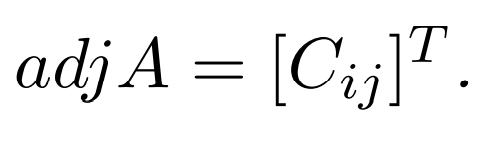 adjA = [C_{ij}]^T.